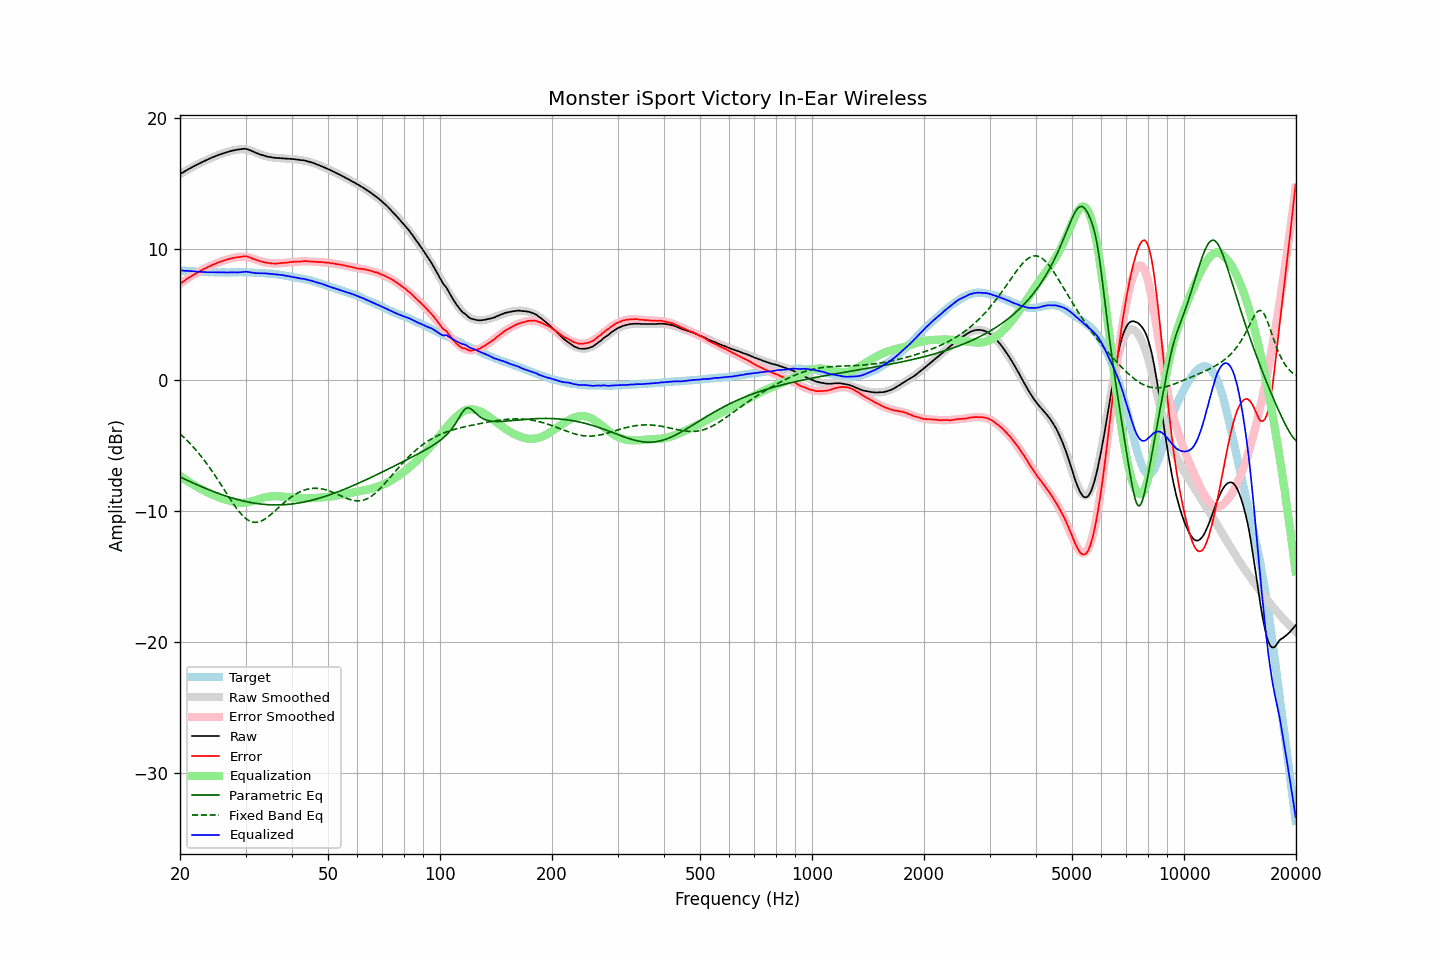 Monster iSport Victory In-Ear Wireless
Amplitude (dBr)
20
10
0
−10
−20
−30
Target
Raw Smoothed
Error Smoothed
Raw
Error
Equalization
Parametric Eq
Fixed Band Eq
Equalized
20 50 100 200 500 1000 2000 5000 10000 20000
Frequency (Hz)